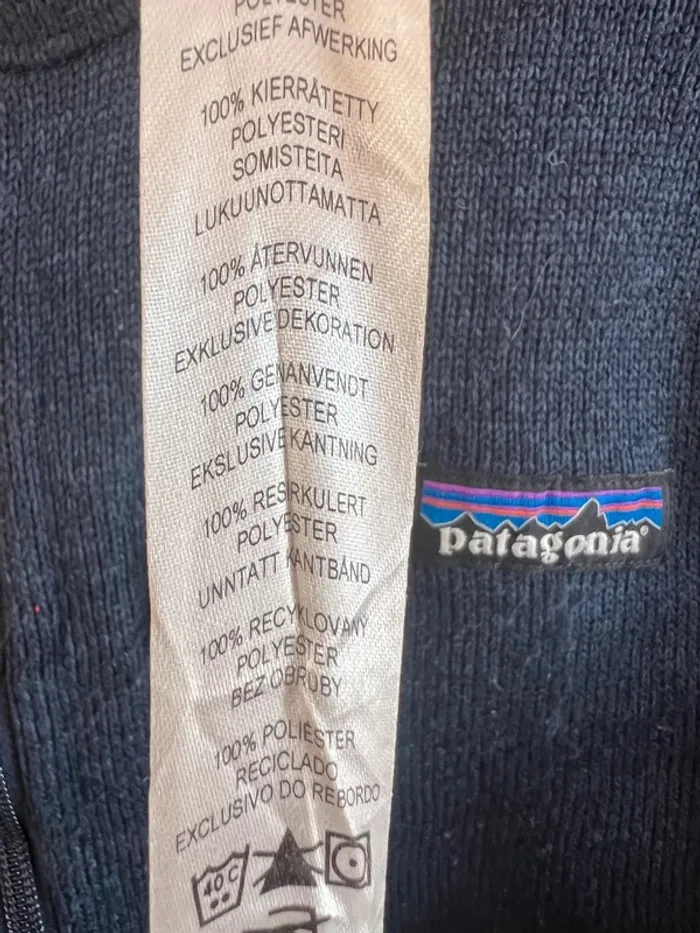 POLYESTER
EXCLUSIEF AFWERKING
100% KIERRÄTETTY
POLYESTERI
SOMISTEITA
LUKUUNOTTAMATTA
100% ÅTERVUNNEN
POLYESTER
EXKLUSIVE DEKORATION
100% GENANVENDT
POLYESTER
EKSLUSIVE KANTNING
100% RESIRKULERT
POLYESTER
UNNTATT KANTBÅND
100% RECYKLOVANÝ
POLYESTER
BEZ OBRUBY
100% POLIÉSTER
RECICLADO
EXCLUSIVO DO REBORDO
40 C
patagonia®